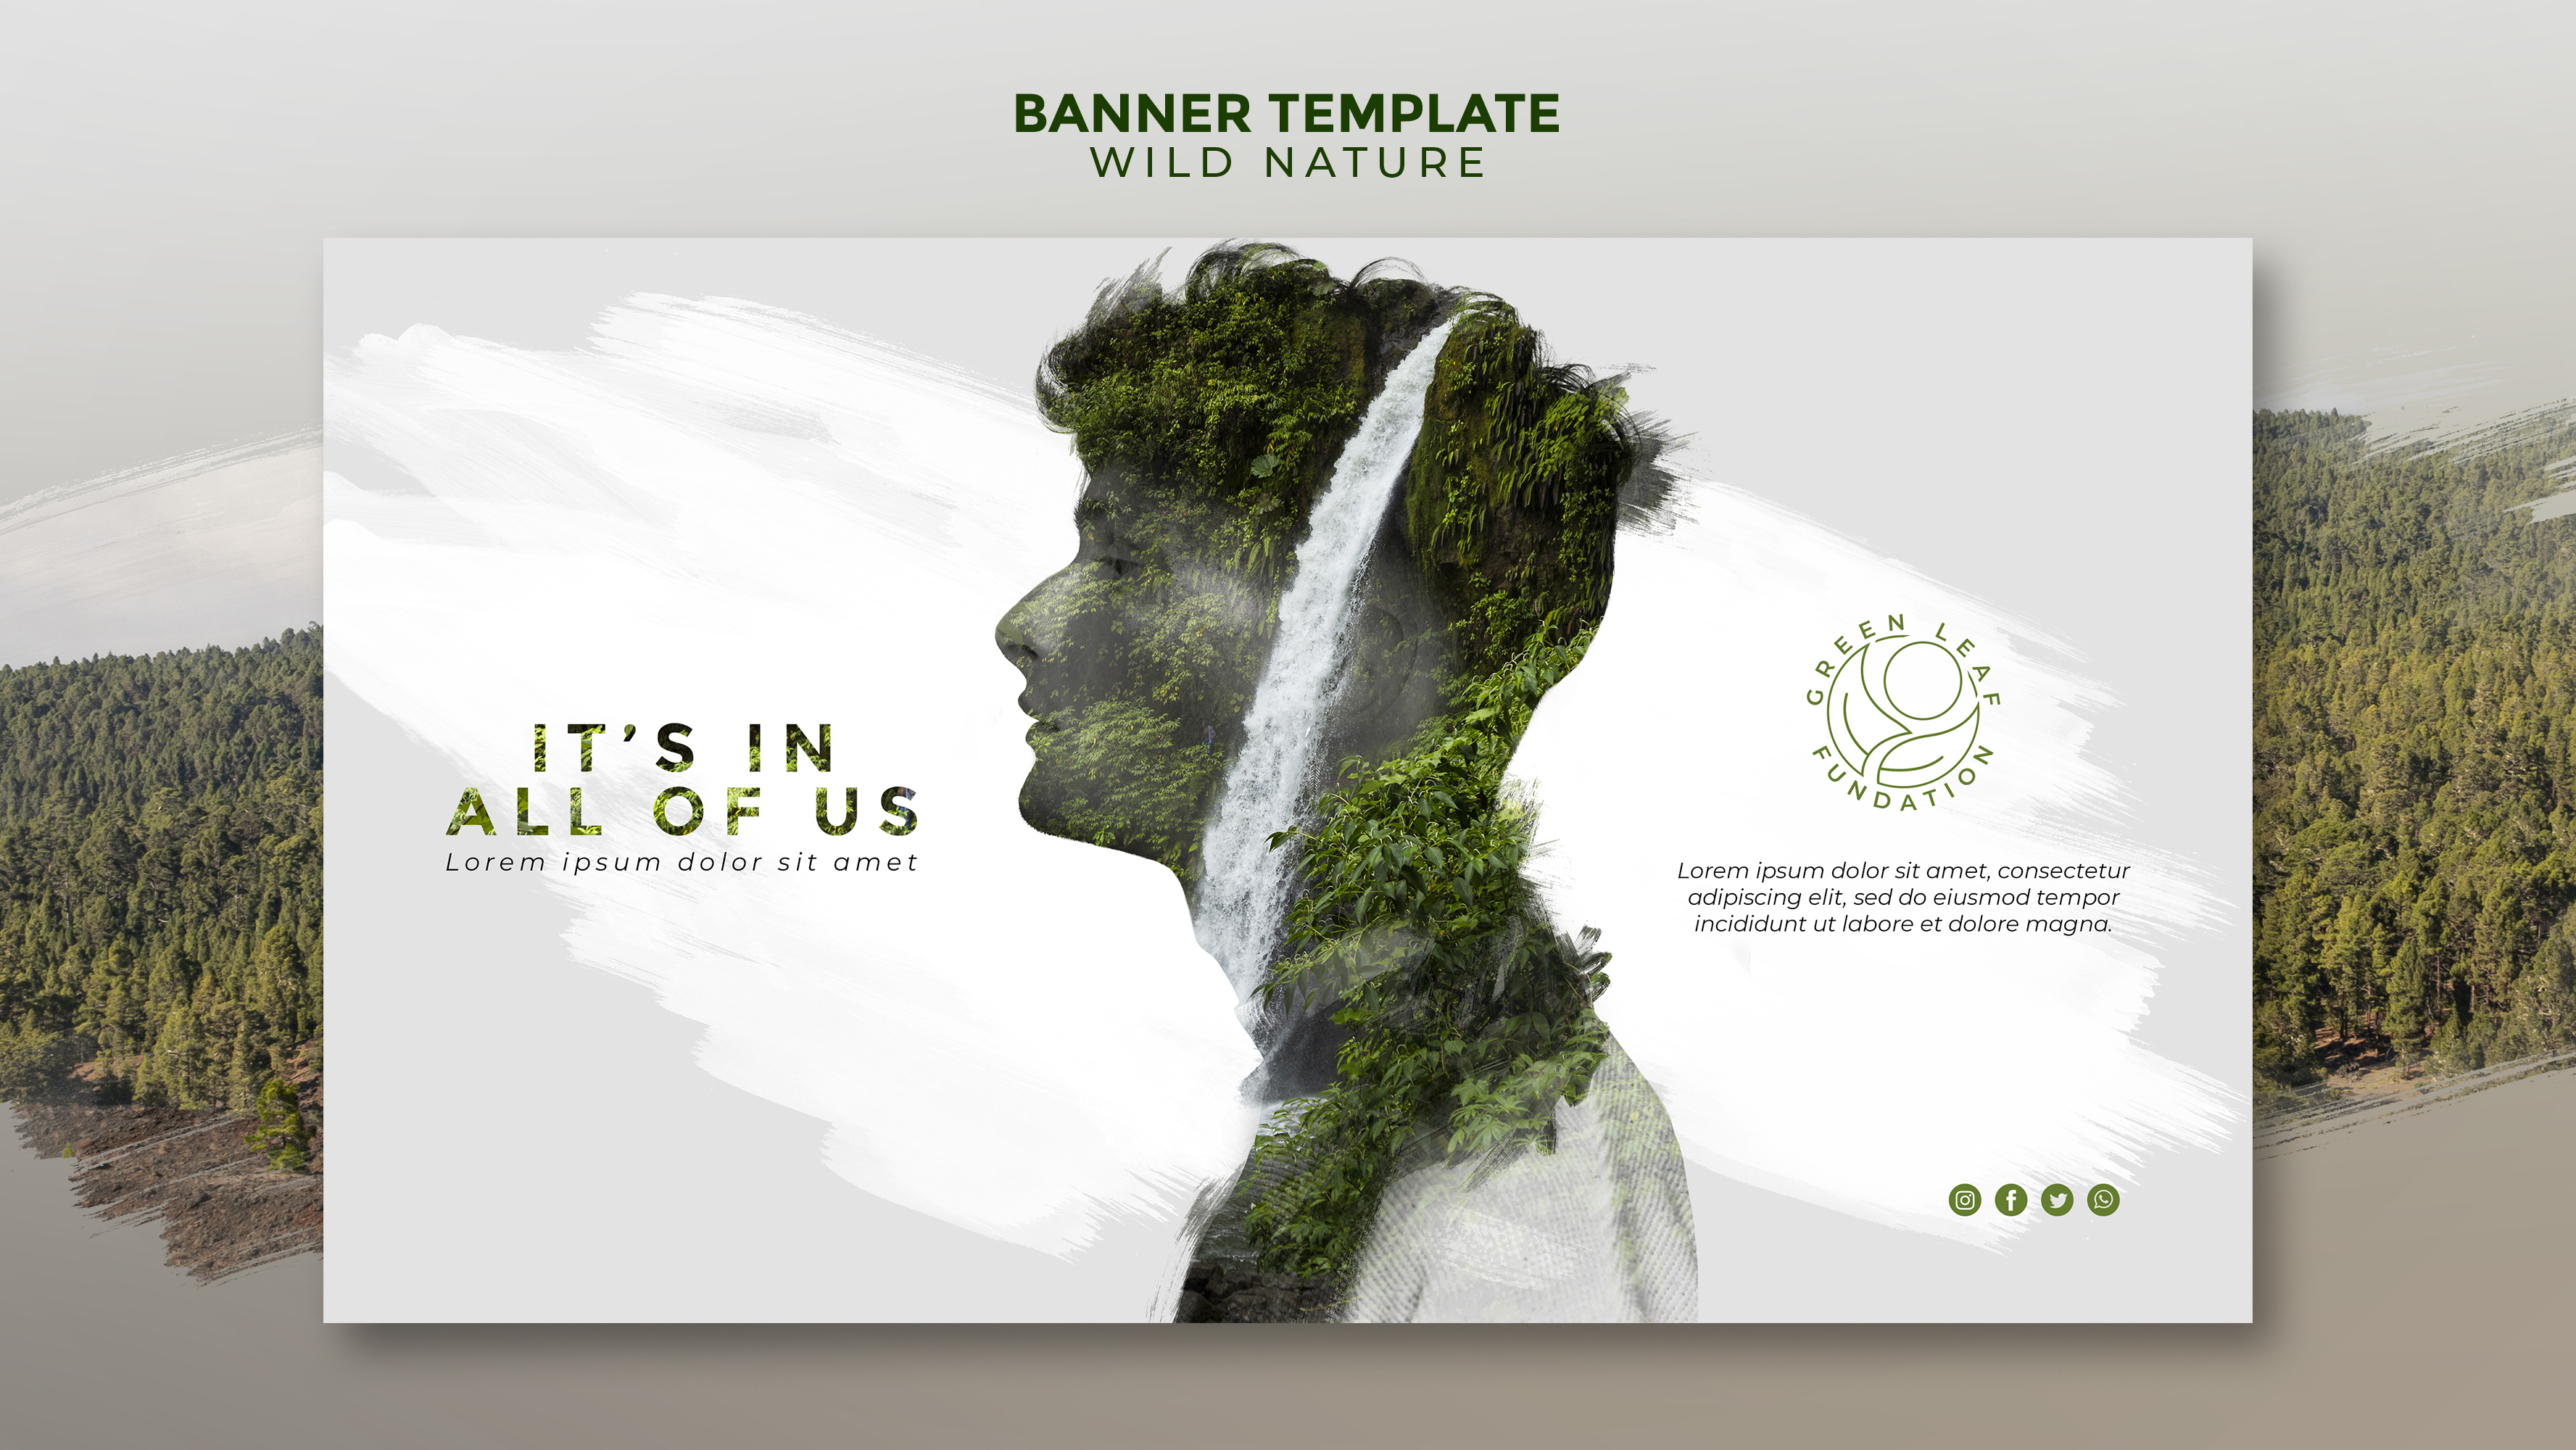 BANNER TEMPLATE
WILD NATURE
IT’S IN
ALL OF US
Lorem ipsum dolor sit amet
GREEN LEAF
FUNDATION
Lorem ipsum dolor sit amet, consectetur
adipiscing elit, sed do eiusmod tempor
incididunt ut labore et dolore magna.